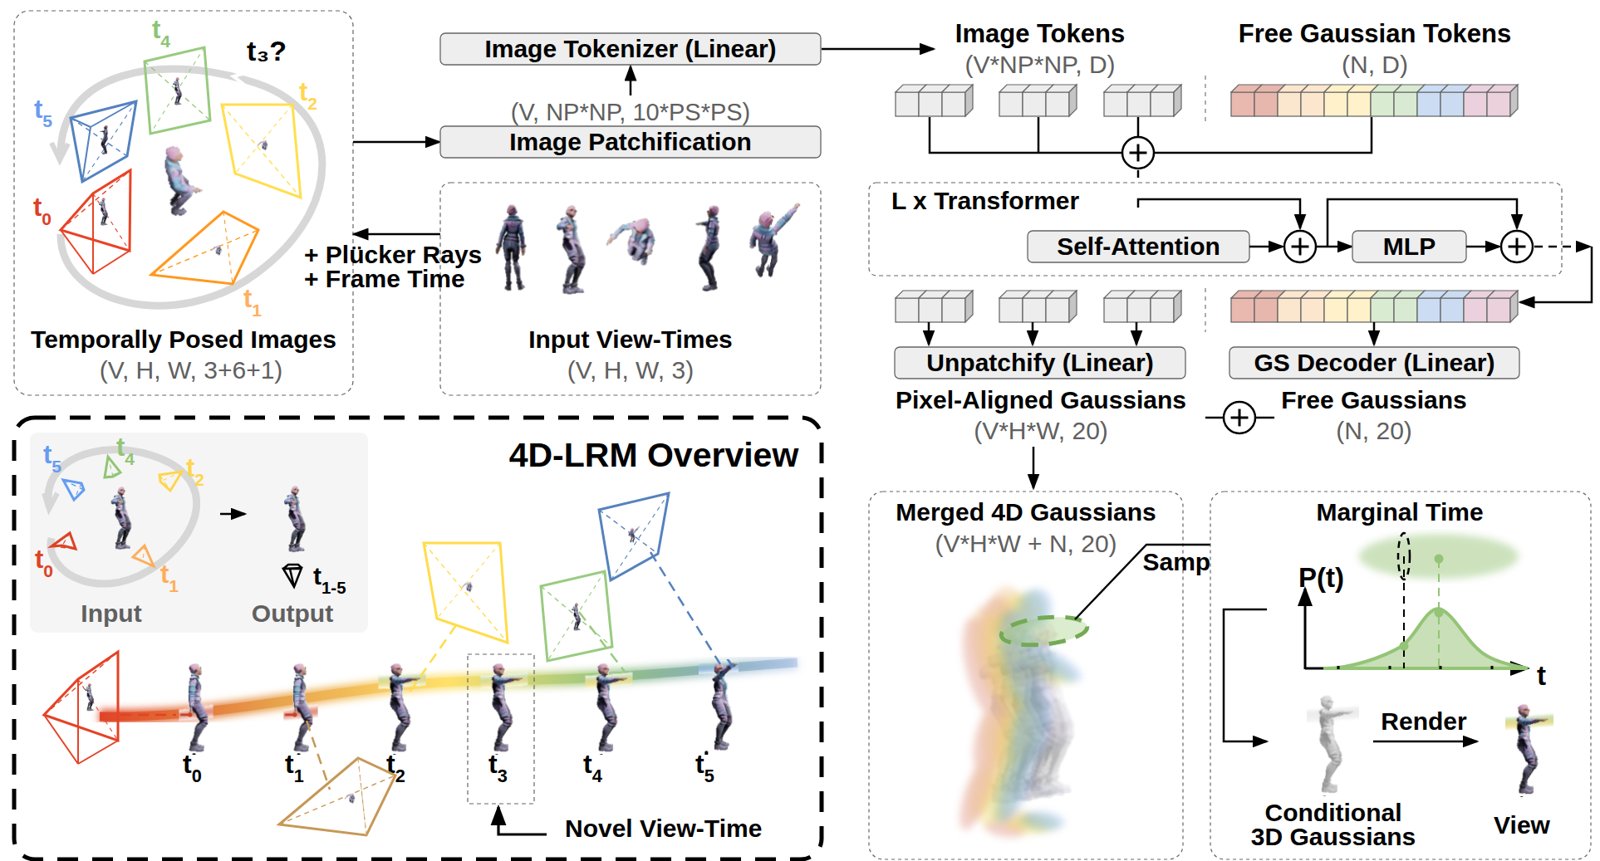 t4
t₃?
t5
t2
t0
t1
Temporally Posed Images
(V, H, W, 3+6+1)
Image Tokenizer (Linear)
(V, NP*NP, 10*PS*PS)
Image Patchification
+ Plücker Rays
+ Frame Time
Input View-Times
(V, H, W, 3)
Image Tokens
(V*NP*NP, D)
Free Gaussian Tokens
(N, D)
L x Transformer
Self-Attention
MLP
Unpatchify (Linear)
GS Decoder (Linear)
Pixel-Aligned Gaussians
(V*H*W, 20)
Free Gaussians
(N, 20)
4D-LRM Overview
t5
t4
t2
t0
t1
t1-5
Input
Output
t0
t1
t2
t3
t4
t5
Novel View-Time
Merged 4D Gaussians
(V*H*W + N, 20)
Samp
Marginal Time
P(t)
t
Render
Conditional
3D Gaussians
View